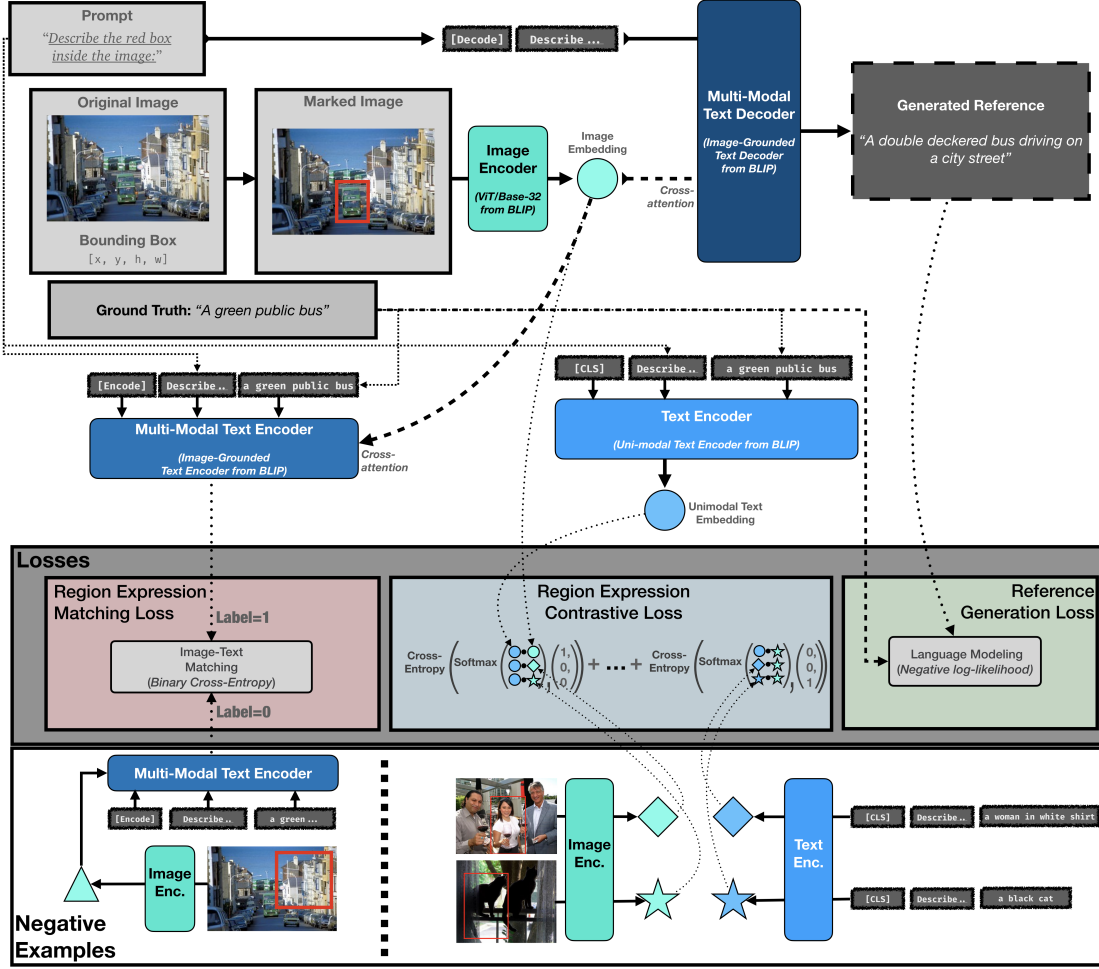 Prompt
“Describe the red box
inside the image:”
[Decode]
Describe...
Original Image
Bounding Box
[x, y, h, w]
Marked Image
Image
Encoder
(ViT/Base-32
from BLIP)
Image
Embedding
Cross-
attention
Multi-Modal
Text Decoder
(Image-Grounded
Text Decoder
from BLIP)
Generated Reference
“A double deckered bus driving on
a city street”
Ground Truth: “A green public bus”
[Encode]
Describe..
a green public bus
Multi-Modal Text Encoder
(Image-Grounded
Text Encoder from BLIP)
Cross-
attention
[CLS]
Describe..
a green public bus
Text Encoder
(Uni-modal Text Encoder from BLIP)
Unimodal Text
Embedding
Losses
Region Expression
Matching Loss
Label=1
Image-Text
Matching
(Binary Cross-Entropy)
Label=0
Region Expression
Contrastive Loss
Cross-
Entropy
(Softmax
(
)
,
(1,
0,
0))
+ ... +
Cross-
Entropy
(Softmax
(
)
,
(0,
0,
1))
Reference
Generation Loss
Language Modeling
(Negative log-likelihood)
Multi-Modal Text Encoder
[Encode]
Describe..
a green...
Image
Enc.
Negative
Examples
Image
Enc.
Text
Enc.
[CLS]
Describe..
a woman in white shirt
[CLS]
Describe..
a black cat